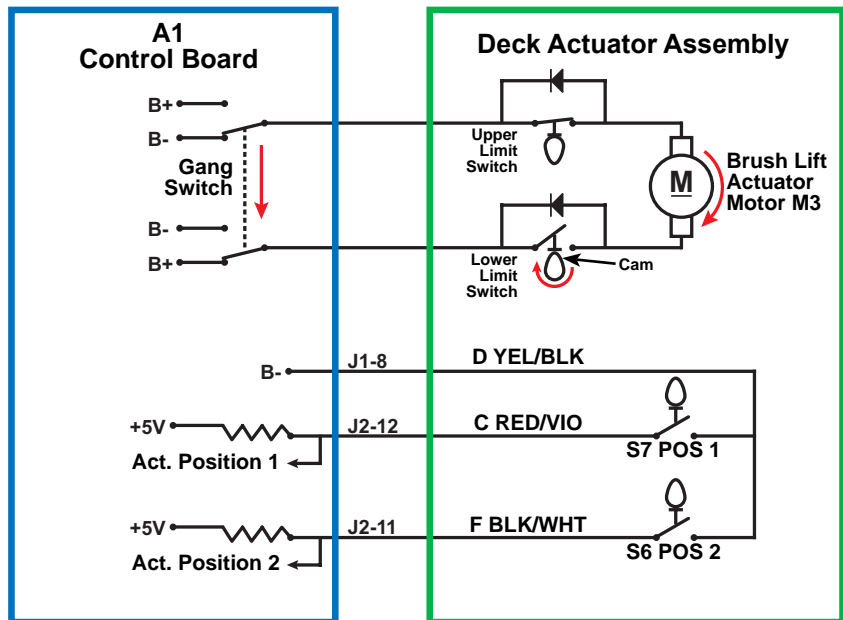 A1
Control Board
Deck Actuator Assembly
B+
B-
Gang
Switch
B-
B+
Upper
Limit
Switch
M
Brush Lift
Actuator
Motor M3
Lower
Limit
Switch
Cam
B-
J1-8
D YEL/BLK
+5V
J2-12
C RED/VIO
Act. Position 1
S7 POS 1
+5V
J2-11
F BLK/WHT
Act. Position 2
S6 POS 2